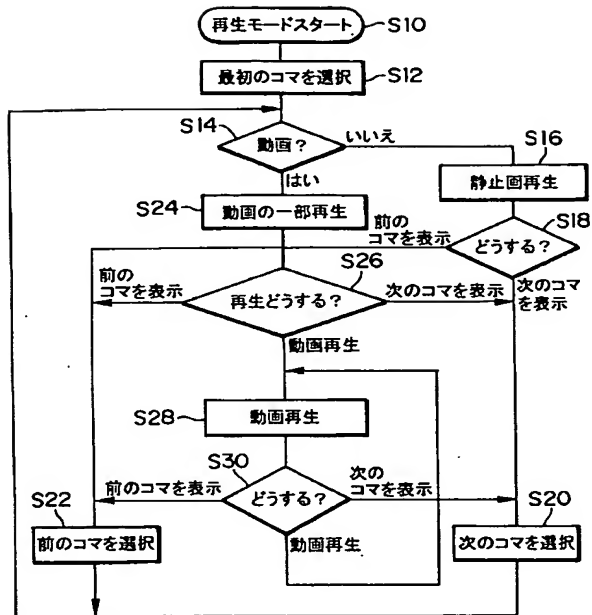 再生モードスタート
S10
最初のコマを選択
S12
S14
動画?
いいえ
はい
S16
静止画再生
S24
動画の一部再生
前の
コマを表示
どうする?
S18
次のコマ
を表示
前の
コマを表示
再生どうする?
S26
次のコマを表示
動画再生
S28
動画再生
S30
前のコマを表示
どうする?
次の
コマを表示
動画再生
S22
前のコマを選択
S20
次のコマを選択